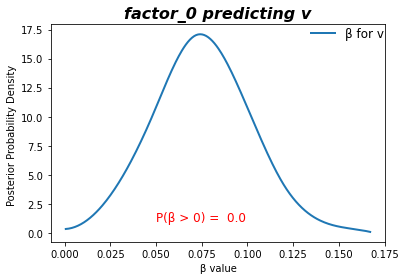 factor_0 predicting v
β for v
Posterior Probability Density
17.5
15.0
12.5
10.0
7.5
5.0
2.5
0.0
P(β > 0) =  0.0
0.000 0.025 0.050 0.075 0.100 0.125 0.150 0.175
β value